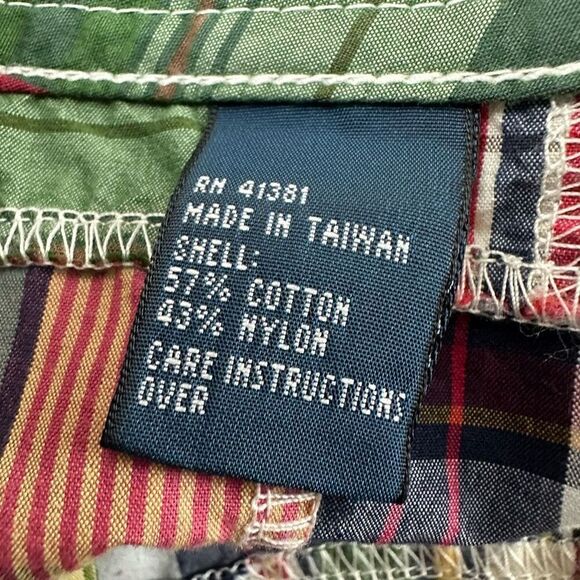 RN 41381
MADE IN TAIWAN
SHELL:
57% COTTON
43% NYLON
CARE INSTRUCTIONS
OVER